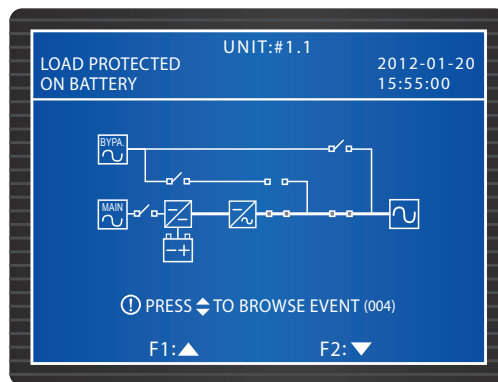 UNIT:#1.1
LOAD PROTECTED
ON BATTERY
2012-01-20
15:55:00
BYPA.
MAIN
PRESS TO BROWSE EVENT (004)
F1:
F2: